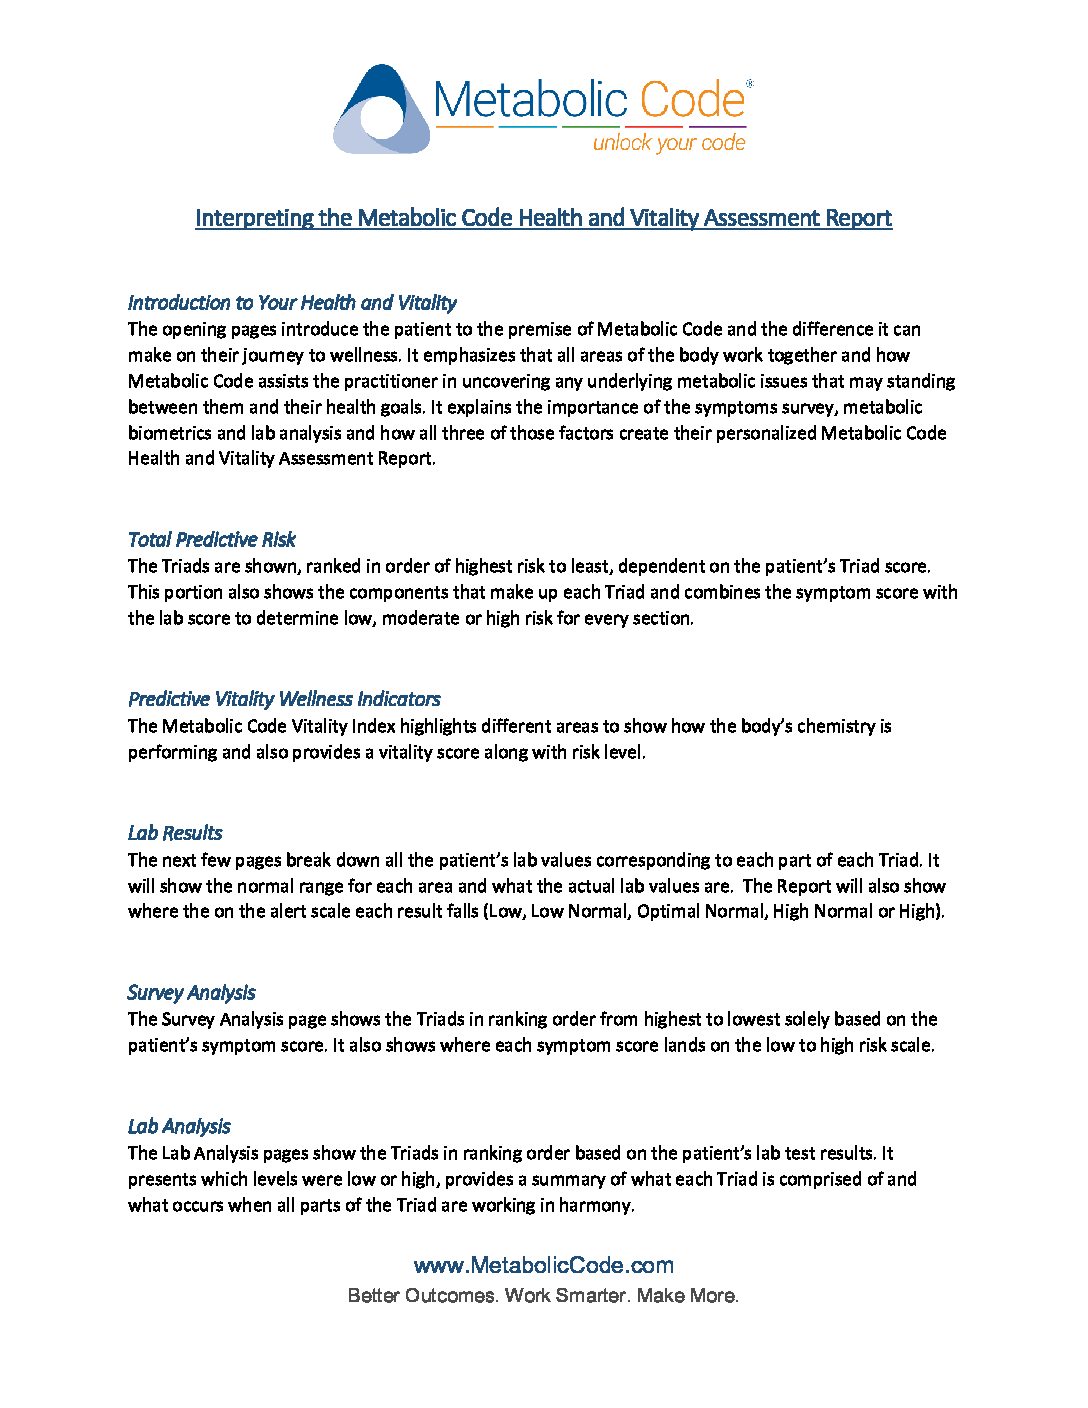 Metabolic Code®
unlock your code
Interpreting the Metabolic Code Health and Vitality Assessment Report
Introduction to Your Health and Vitality
The opening pages introduce the patient to the premise of Metabolic Code and the difference it can
make on their journey to wellness. It emphasizes that all areas of the body work together and how
Metabolic Code assists the practitioner in uncovering any underlying metabolic issues that may standing
between them and their health goals. It explains the importance of the symptoms survey, metabolic
biometrics and lab analysis and how all three of those factors create their personalized Metabolic Code
Health and Vitality Assessment Report.
Total Predictive Risk
The Triads are shown, ranked in order of highest risk to least, dependent on the patient’s Triad score.
This portion also shows the components that make up each Triad and combines the symptom score with
the lab score to determine low, moderate or high risk for every section.
Predictive Vitality Wellness Indicators
The Metabolic Code Vitality Index highlights different areas to show how the body’s chemistry is
performing and also provides a vitality score along with risk level.
Lab Results
The next few pages break down all the patient’s lab values corresponding to each part of each Triad. It
will show the normal range for each area and what the actual lab values are. The Report will also show
where the on the alert scale each result falls (Low, Low Normal, Optimal Normal, High Normal or High).
Survey Analysis
The Survey Analysis page shows the Triads in ranking order from highest to lowest solely based on the
patient’s symptom score. It also shows where each symptom score lands on the low to high risk scale.
Lab Analysis
The Lab Analysis pages show the Triads in ranking order based on the patient’s lab test results. It
presents which levels were low or high, provides a summary of what each Triad is comprised of and
what occurs when all parts of the Triad are working in harmony.
www.MetabolicCode.com
Better Outcomes. Work Smarter. Make More.